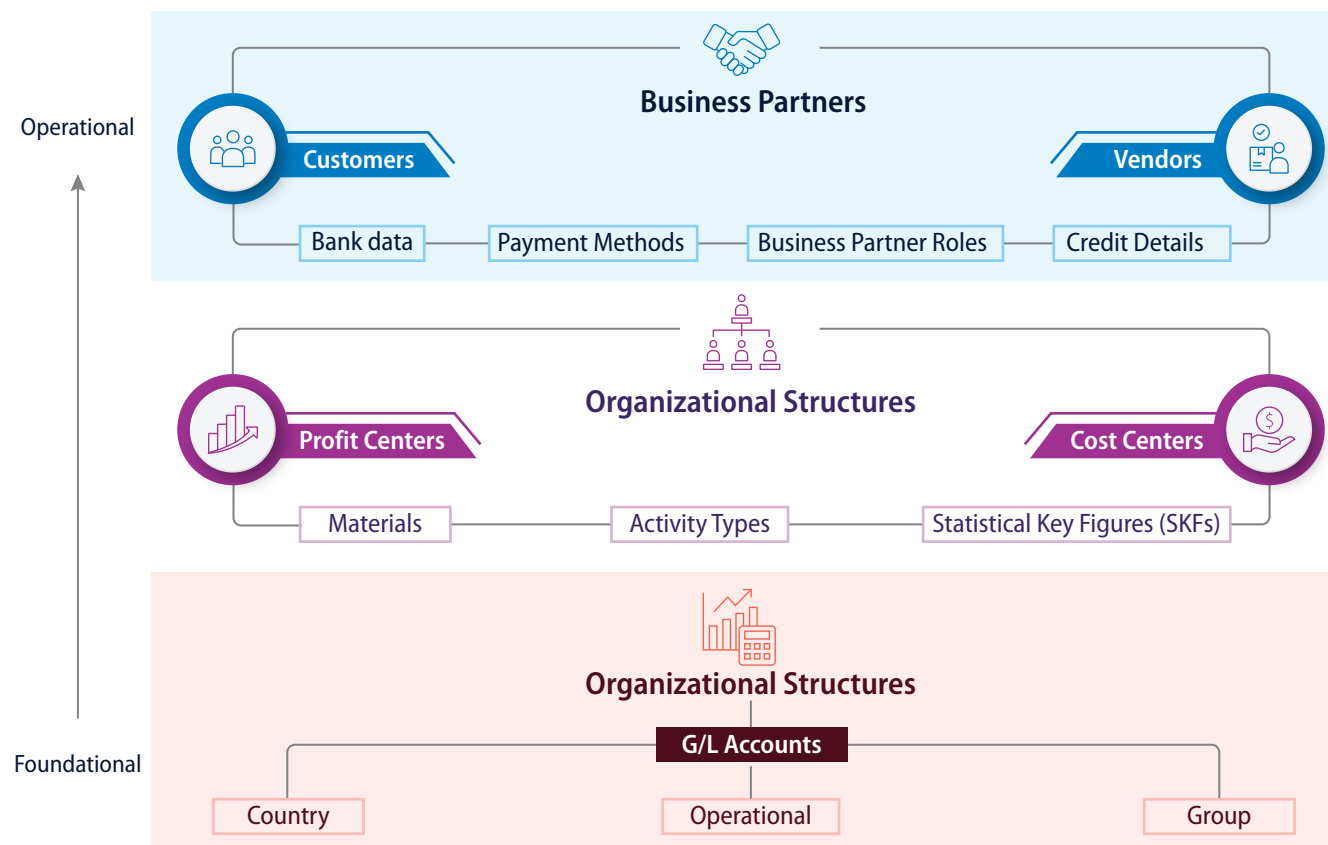 Operational
Business Partners
Customers
Vendors
Bank data
Payment Methods
Business Partner Roles
Credit Details
$
Organizational Structures
Profit Centers
Cost Centers
Materials
Activity Types
Statistical Key Figures (SKFs)
Organizational Structures
G/L Accounts
Foundational
Country
Operational
Group